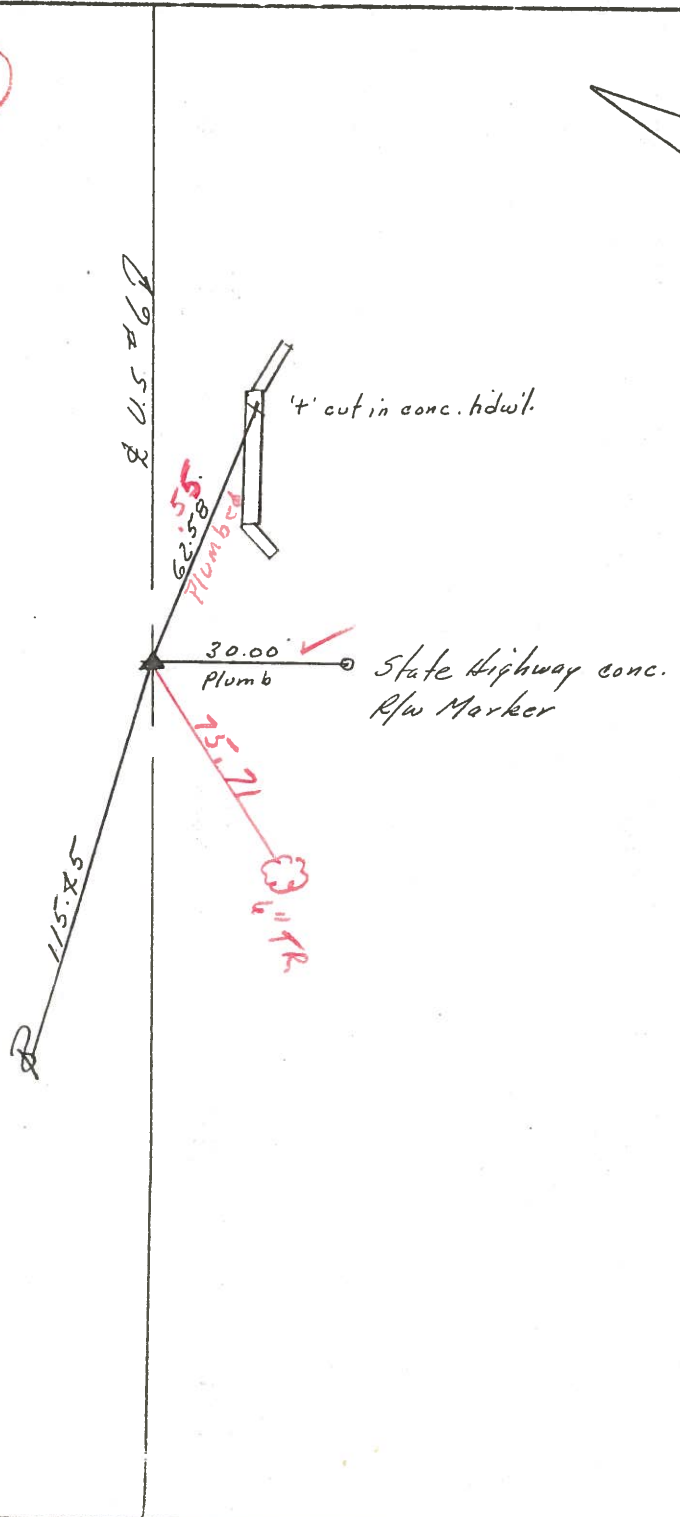 ℄ U.S. #62
'+' cut in conc. hdwl.
.55
62.58
Plumbed
30.00'
Plumb
State Highway conc.
R/W Marker
75.71
6" TR
115.45